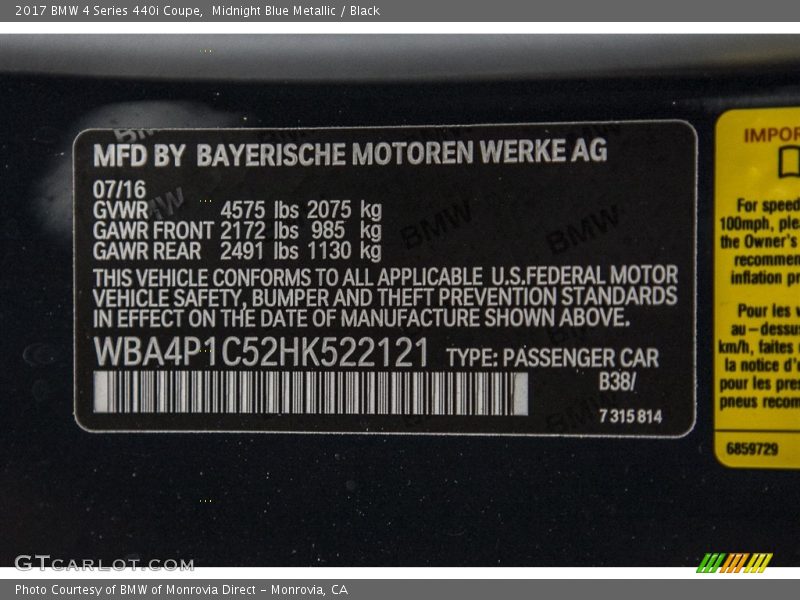 2017 BMW 4 Series 440i Coupe,  Midnight Blue Metallic / Black
MFD BY BAYERISCHE MOTOREN WERKE AG
07/16
GVWR 4575 lbs 2075 kg
GAWR FRONT 2172 lbs 985 kg
GAWR REAR 2491 lbs 1130 kg
THIS VEHICLE CONFORMS TO ALL APPLICABLE U.S.FEDERAL MOTOR
VEHICLE SAFETY, BUMPER AND THEFT PREVENTION STANDARDS
IN EFFECT ON THE DATE OF MANUFACTURE SHOWN ABOVE.
WBA4P1C52HK522121 TYPE: PASSENGER CAR
B38/
7 315 814
IMPOR
For speed
100mph, plea
the Owner's
recommen
inflation pr
Pour les v
au-dessus
km/h, faites
la notice d'u
pour les pres
pneus recom
6859729
GTCARLOT.COM
Photo Courtesy of BMW of Monrovia Direct - Monrovia, CA